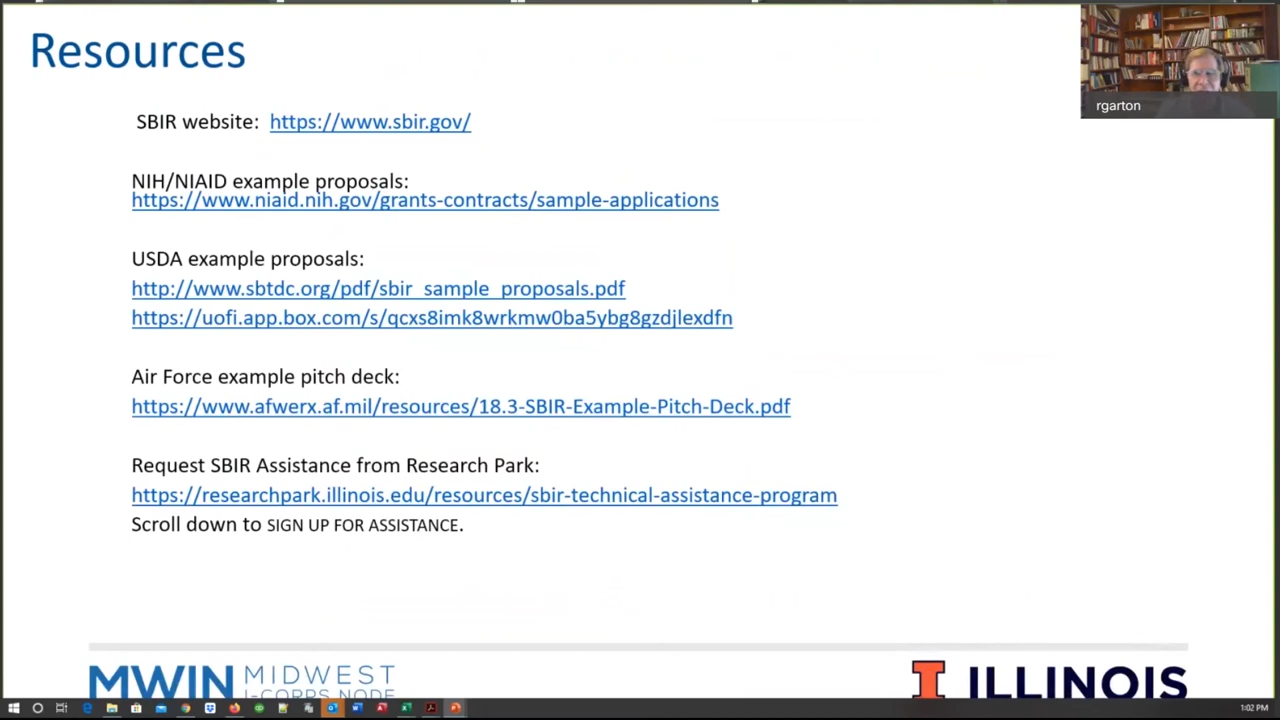 Resources
rgarton
SBIR website: https://www.sbir.gov/
NIH/NIAID example proposals:
https://www.niaid.nih.gov/grants-contracts/sample-applications
USDA example proposals:
http://www.sbtdc.org/pdf/sbir_sample_proposals.pdf
https://uofi.app.box.com/s/qcxs8imk8wrkmw0ba5ybg8gzdjlexdfn
Air Force example pitch deck:
https://www.afwerx.af.mil/resources/18.3-SBIR-Example-Pitch-Deck.pdf
Request SBIR Assistance from Research Park:
https://researchpark.illinois.edu/resources/sbir-technical-assistance-program
Scroll down to SIGN UP FOR ASSISTANCE.
MWIN MIDWEST
I-CORPS NODE
I ILLINOIS
1:02 PM